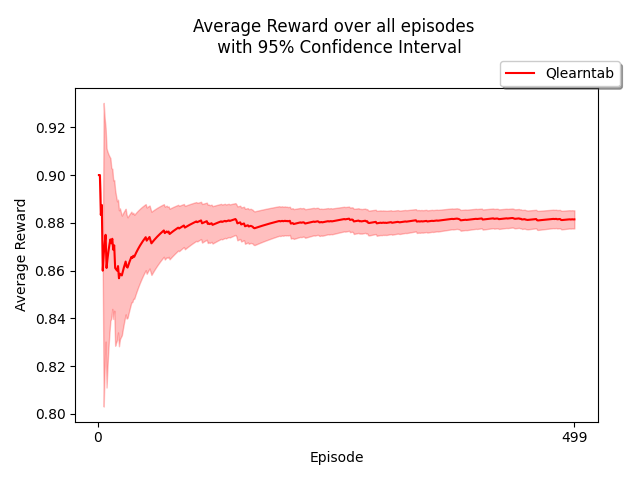 Average Reward over all episodes
with 95% Confidence Interval
Qlearntab
Average Reward
0.92
0.90
0.88
0.86
0.84
0.82
0.80
0
499
Episode